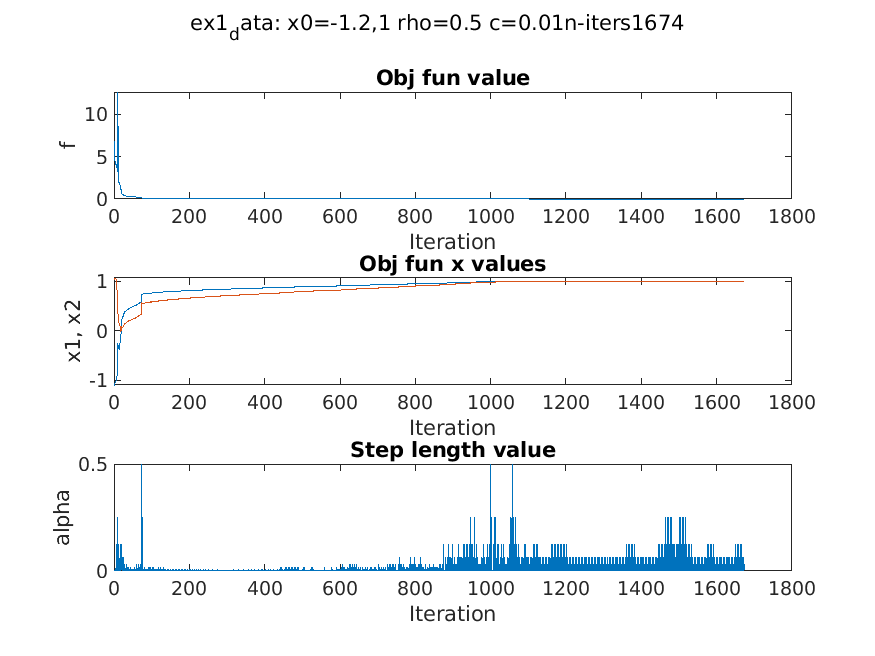 ex1data: x0=-1.2,1 rho=0.5 c=0.01n-iters1674
Obj fun value
10
5
0
f
0 200 400 600 800 1000 1200 1400 1600 1800
Iteration
Obj fun x values
1
0
-1
x1, x2
0 200 400 600 800 1000 1200 1400 1600 1800
Iteration
Step length value
0.5
0
alpha
0 200 400 600 800 1000 1200 1400 1600 1800
Iteration